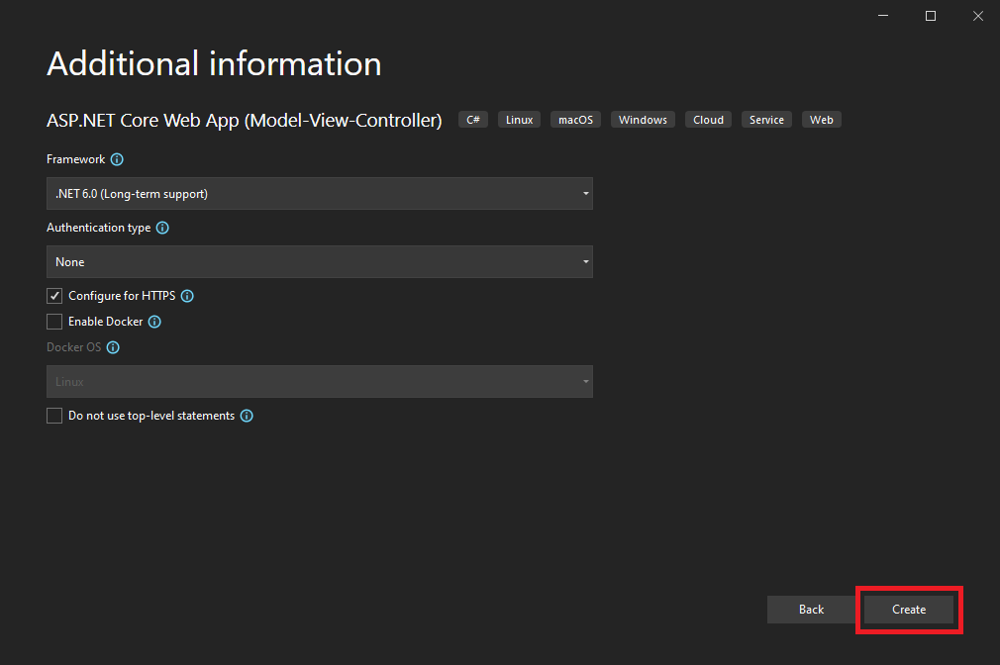 Additional information
ASP.NET Core Web App (Model-View-Controller) C# Linux macOS Windows Cloud Service Web
Framework
.NET 6.0 (Long-term support)
Authentication type
None
Configure for HTTPS
Enable Docker
Docker OS
Linux
Do not use top-level statements
Back Create